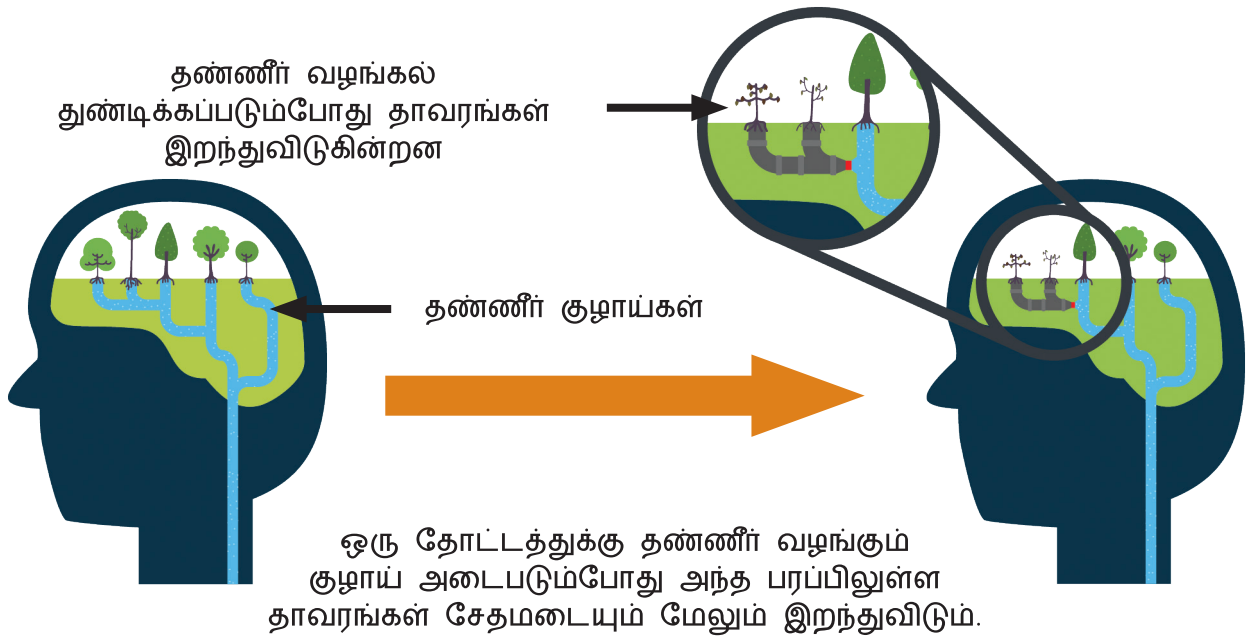 தண்ணீர் வழங்கல்
துண்டிக்கப்படும்போது தாவரங்கள்
இறந்துவிடுகின்றன
தண்ணீர் குழாய்கள்
ஒரு தோட்டத்துக்கு தண்ணீர் வழங்கும்
குழாய் அடைபடும்போது அந்த பரப்பிலுள்ள
தாவரங்கள் சேதமடையும் மேலும் இறந்துவிடும்.